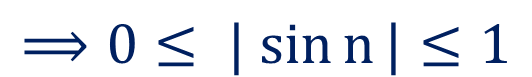 ⟹ 0 ≤ | sin n | ≤ 1